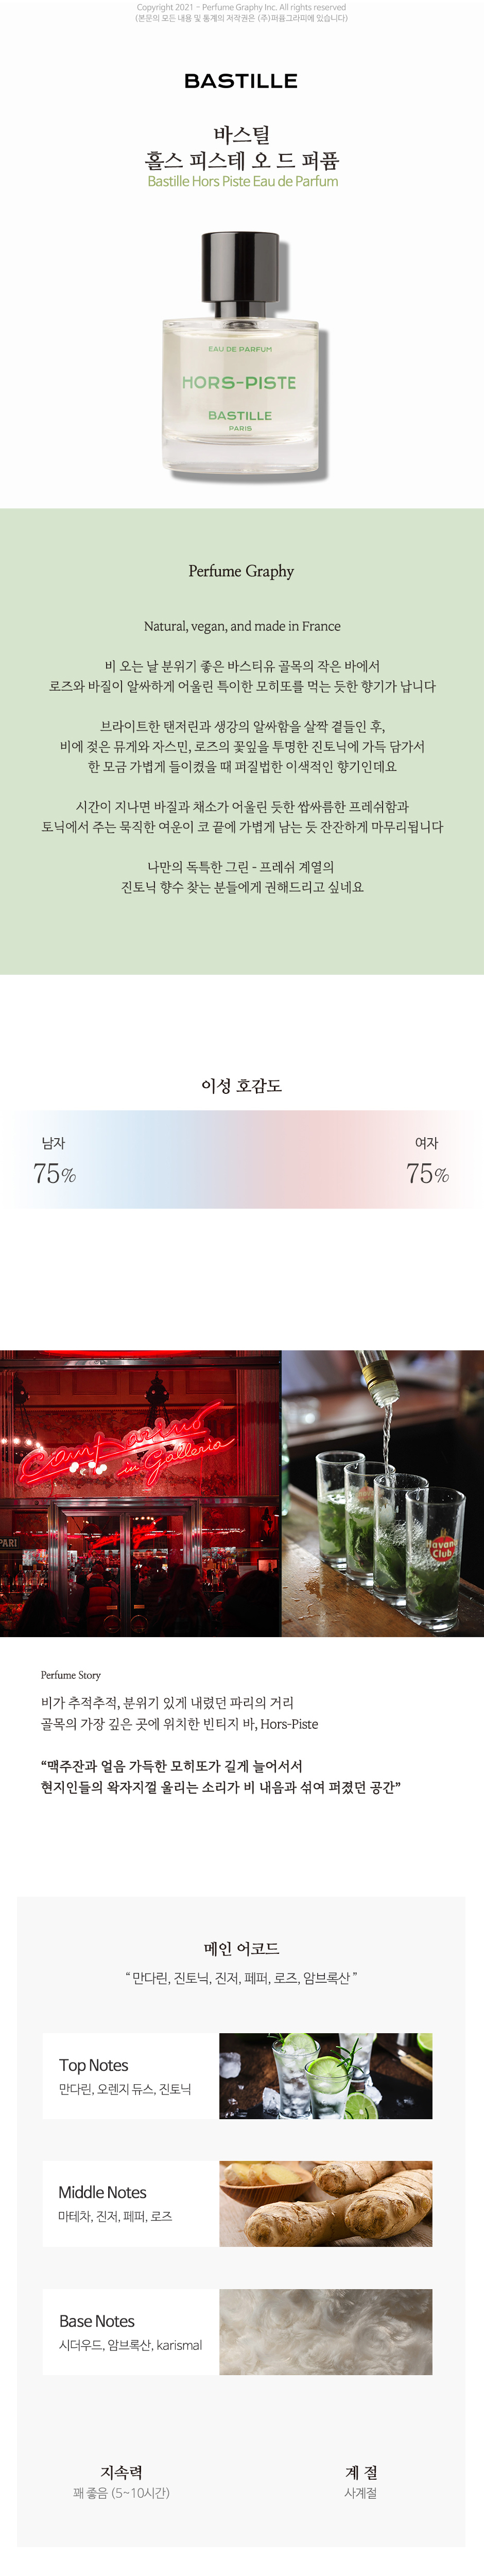 Copyright 2021 - Perfume Graphy Inc. All rights reserved
(본문의 모든 내용 및 통계의 저작권은 (주)퍼퓸그라피에 있습니다)
BASTILLE
바스틸
홀스 피스테 오 드 퍼퓸
Bastille Hors Piste Eau de Parfum
EAU DE PARFUM
HORS-PISTE
BASTILLE
PARIS
Perfume Graphy
Natural, vegan, and made in France
비 오는 날 분위기 좋은 바스티유 골목의 작은 바에서
로즈와 바질이 알싸하게 어울린 특이한 모히또를 먹는 듯한 향기가 납니다
브라이트한 탠저린과 생강의 알싸함을 살짝 곁들인 후,
비에 젖은 뮤게와 자스민, 로즈의 꽃잎을 투명한 진토닉에 가득 담가서
한 모금 가볍게 들이켰을 때 퍼질법한 이색적인 향기인데요
시간이 지나면 바질과 채소가 어울린 듯한 쌉싸름한 프레쉬함과
토닉에서 주는 묵직한 여운이 코 끝에 가볍게 남는 듯 잔잔하게 마무리됩니다
나만의 독특한 그린 - 프레쉬 계열의
진토닉 향수 찾는 분들에게 권해드리고 싶네요
이성 호감도
남자
여자
75%
75%
Camparino
in Galleria
PARI
Havana
Club
Perfume Story
비가 추적추적, 분위기 있게 내렸던 파리의 거리
골목의 가장 깊은 곳에 위치한 빈티지 바, Hors-Piste
“맥주잔과 얼음 가득한 모히또가 길게 늘어서서
현지인들의 왁자지껄 울리는 소리가 비 내음과 섞여 퍼졌던 공간”
메인 어코드
“ 만다린, 진토닉, 진저, 페퍼, 로즈, 암브록산 ”
Top Notes
만다린, 오렌지 듀스, 진토닉
Middle Notes
마테차, 진저, 페퍼, 로즈
Base Notes
시더우드, 암브록산, karismal
지속력
계 절
꽤 좋음 (5~10시간)
사계절